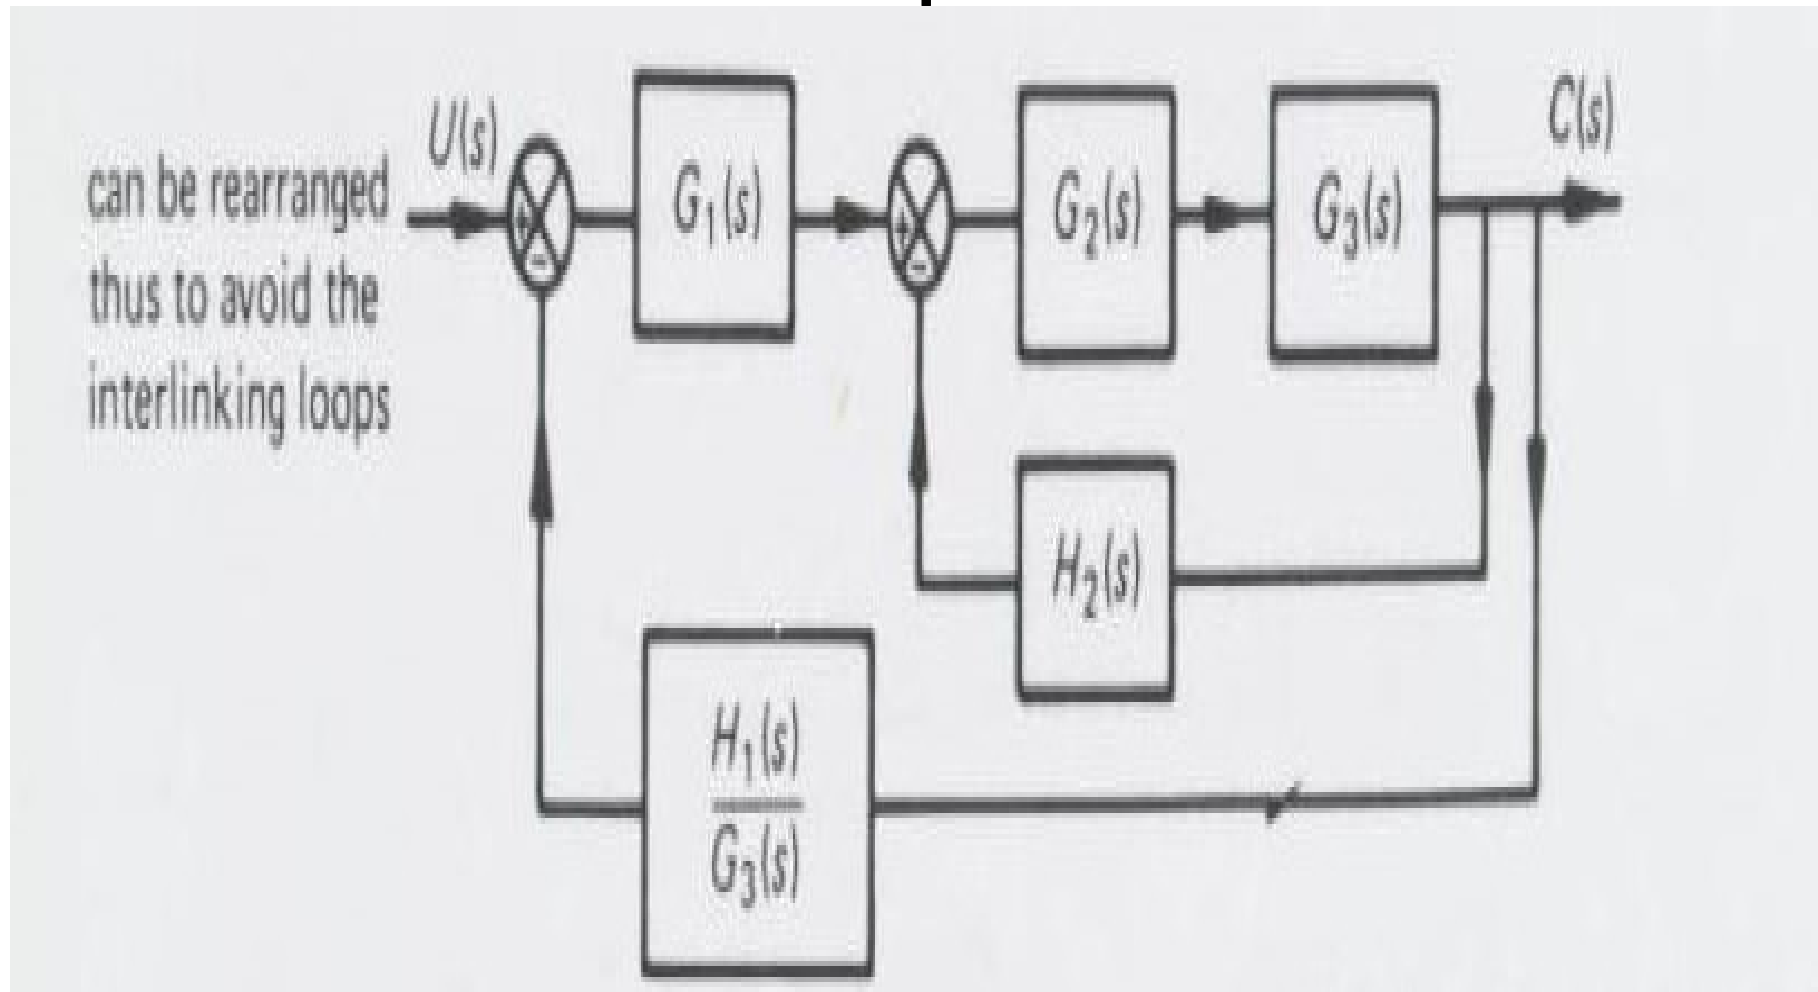 can be rearranged
thus to avoid the
interlinking loops
U(s)
+
−
G₁(s)
+
−
G₂(s)
G₃(s)
C(s)
H₂(s)
H₁(s)
G₃(s)